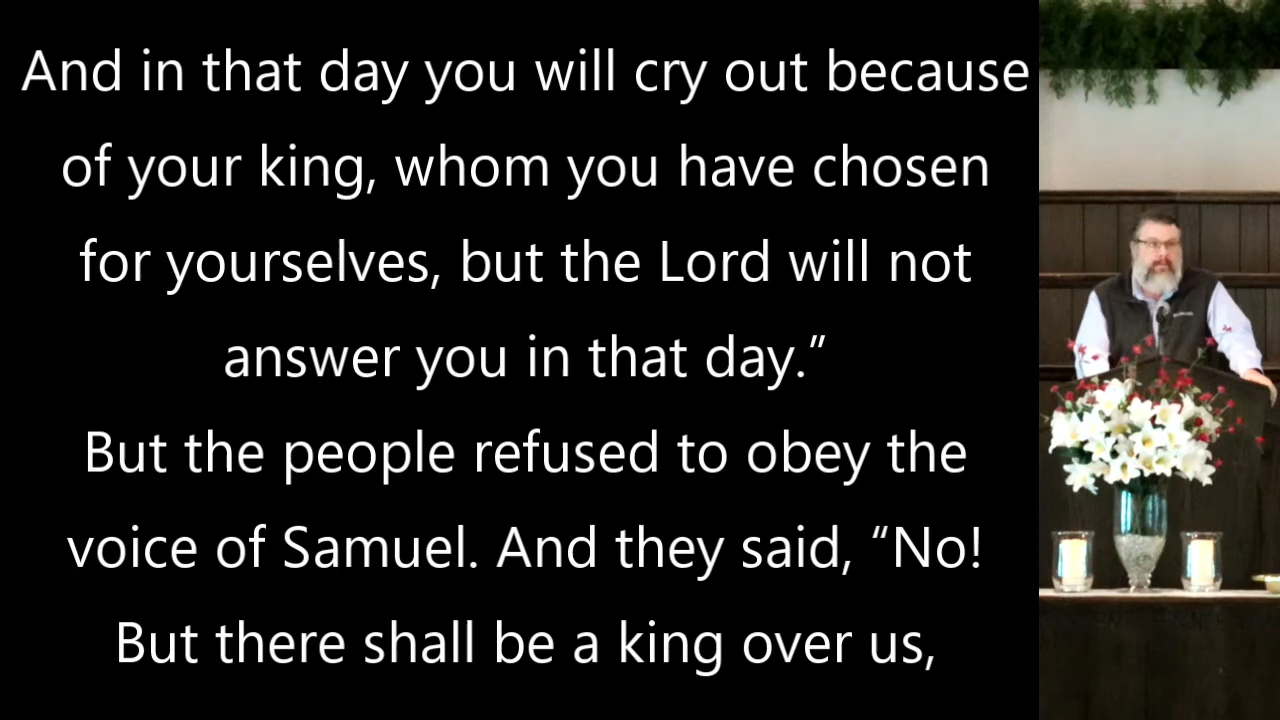 And in that day you will cry out because
of your king, whom you have chosen
for yourselves, but the Lord will not
answer you in that day.”
But the people refused to obey the
voice of Samuel. And they said, “No!
But there shall be a king over us,